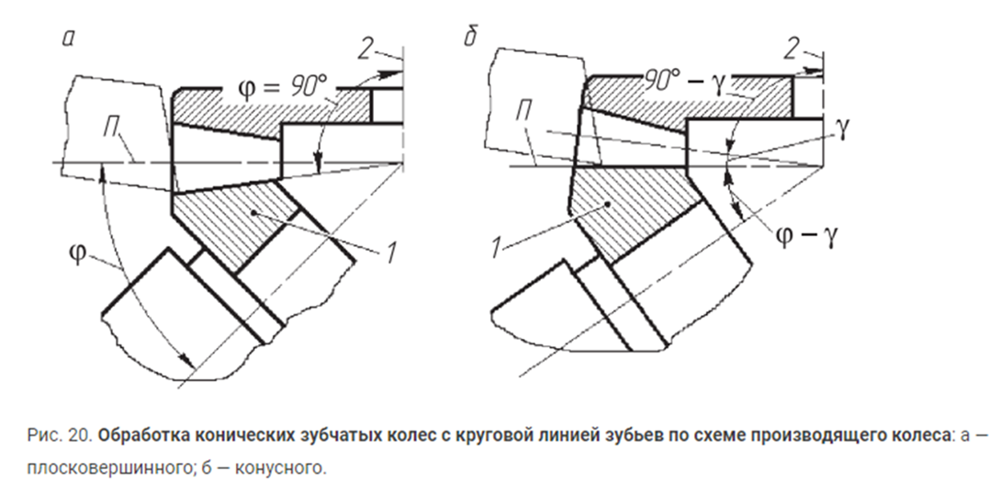 а
2
φ = 90°
П
φ
1
б
2
90° – γ
П
γ
1
φ – γ
Рис. 20. Обработка конических зубчатых колес с круговой линией зубьев по схеме производящего колеса: а —
плосковершинного; б — конусного.